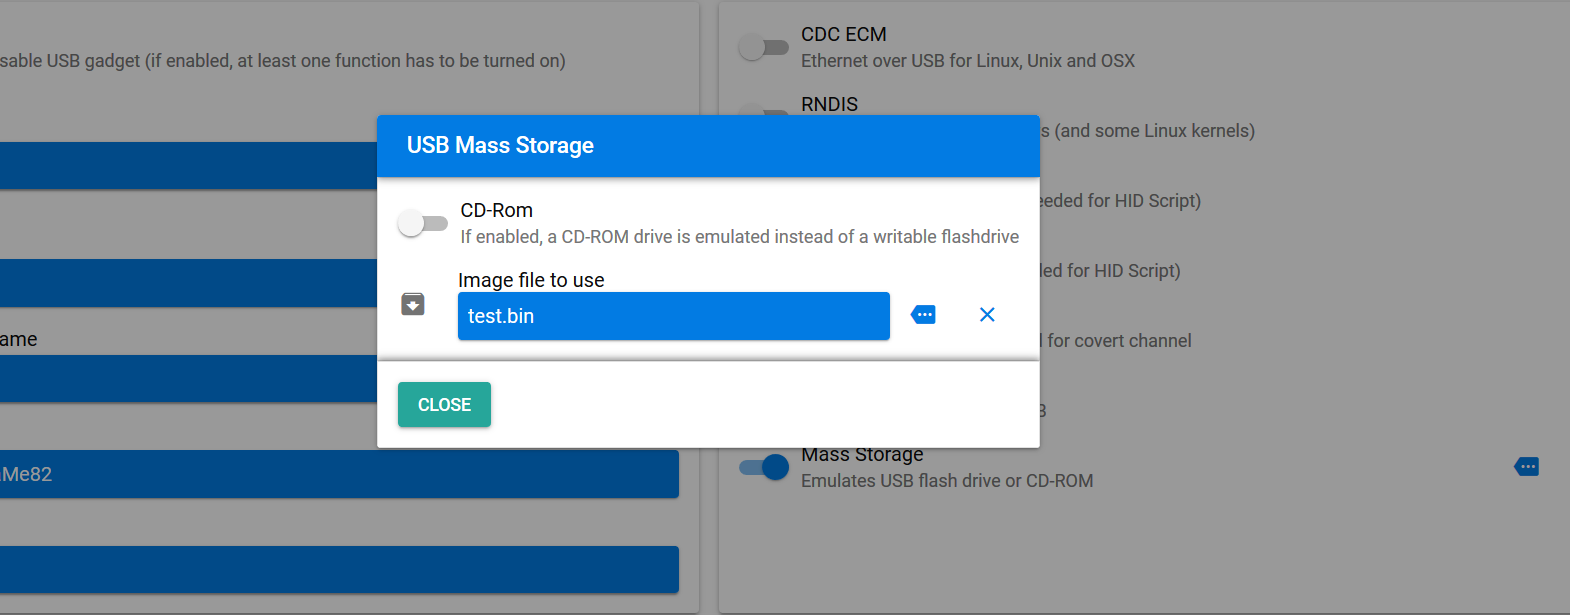 CDC ECM
sable USB gadget (if enabled, at least one function has to be turned on)
Ethernet over USB for Linux, Unix and OSX
RNDIS
s (and some Linux kernels)
USB Mass Storage
eeded for HID Script)
CD-Rom
If enabled, a CD-ROM drive is emulated instead of a writable flashdrive
led for HID Script)
Image file to use
test.bin
ame
for covert channel
CLOSE
Mass Storage
Me82
Emulates USB flash drive or CD-ROM